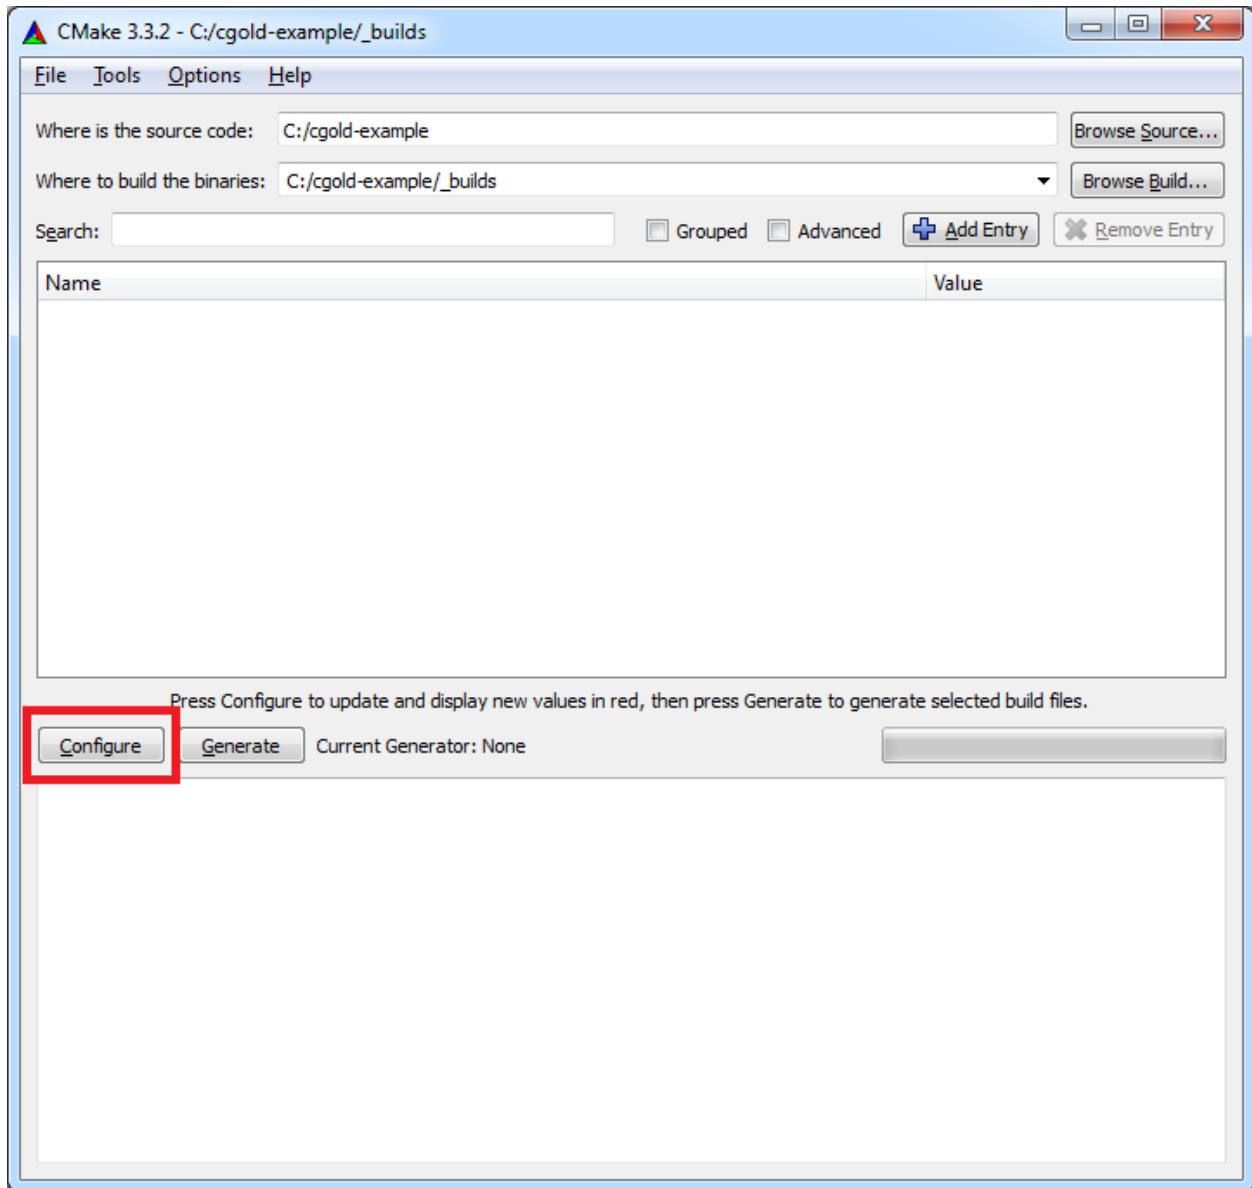 CMake 3.3.2 - C:/cgold-example/_builds
File Tools Options Help
Where is the source code: C:/cgold-example Browse Source...
Where to build the binaries: C:/cgold-example/_builds Browse Build...
Search: Grouped Advanced Add Entry Remove Entry
Name Value
Press Configure to update and display new values in red, then press Generate to generate selected build files.
Configure Generate Current Generator: None